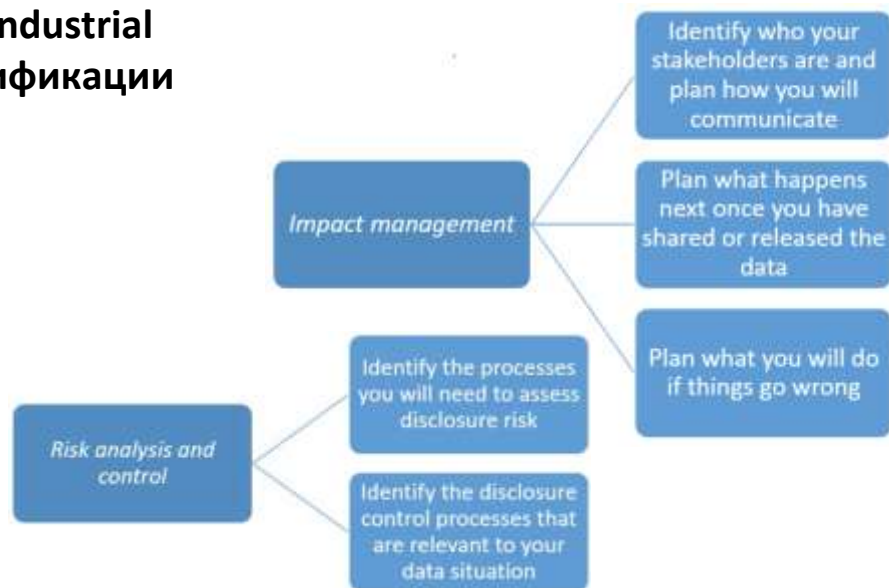 ndustrial
ификации
Identify who your
stakeholders are and
plan how you will
communicate
Impact management
Plan what happens
next once you have
shared or released the
data
Plan what you will do
if things go wrong
Risk analysis and
control
Identify the processes
you will need to assess
disclosure risk
Identify the disclosure
control processes that
are relevant to your
data situation